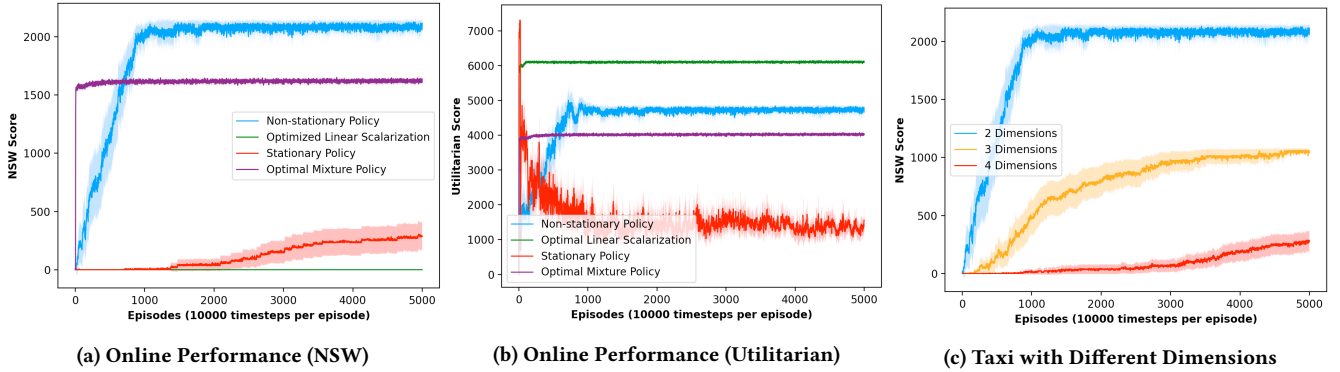 2000
1500
1000
500
0
NSW Score
Non-stationary Policy
Optimized Linear Scalarization
Stationary Policy
Optimal Mixture Policy
0 1000 2000 3000 4000 5000
Episodes (10000 timesteps per episode)
(a) Online Performance (NSW)
7000
6000
5000
4000
3000
2000
1000
0
Utilitarian Score
Non-stationary Policy
Optimal Linear Scalarization
Stationary Policy
Optimal Mixture Policy
0 1000 2000 3000 4000 5000
Episodes (10000 timesteps per episode)
(b) Online Performance (Utilitarian)
2000
1500
1000
500
0
NSW Score
2 Dimensions
3 Dimensions
4 Dimensions
0 1000 2000 3000 4000 5000
Episodes (10000 timesteps per episode)
(c) Taxi with Different Dimensions